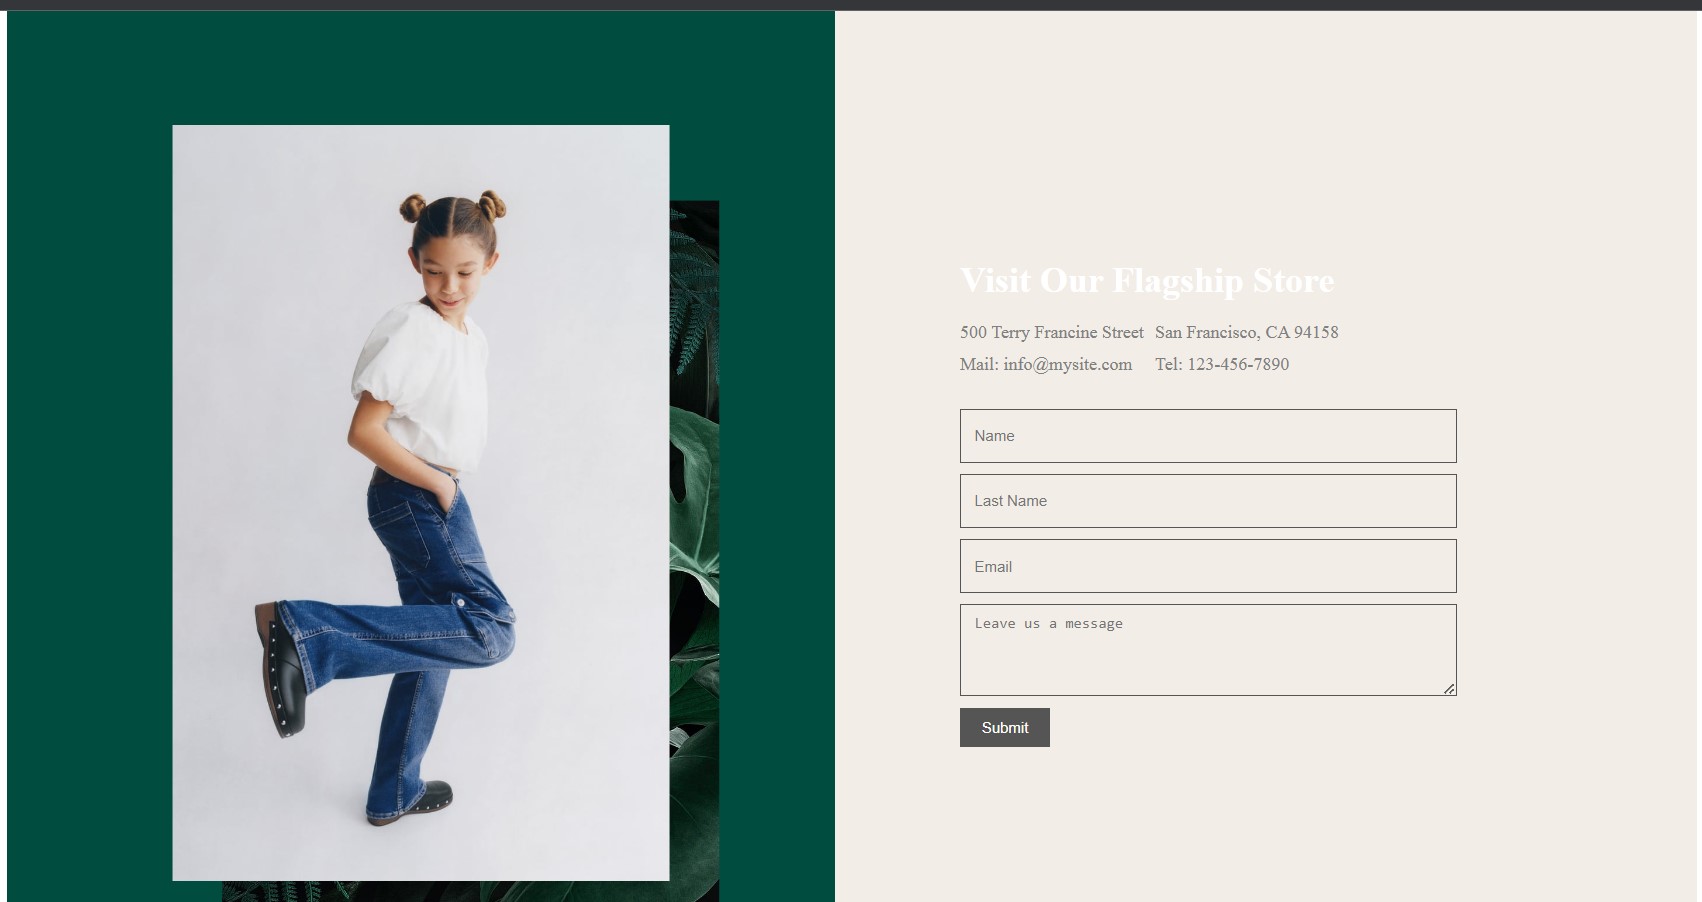 Visit Our Flagship Store
500 Terry Francine Street San Francisco, CA 94158
Mail: info@mysite.com Tel: 123-456-7890
Name
Last Name
Email
Leave us a message
Submit